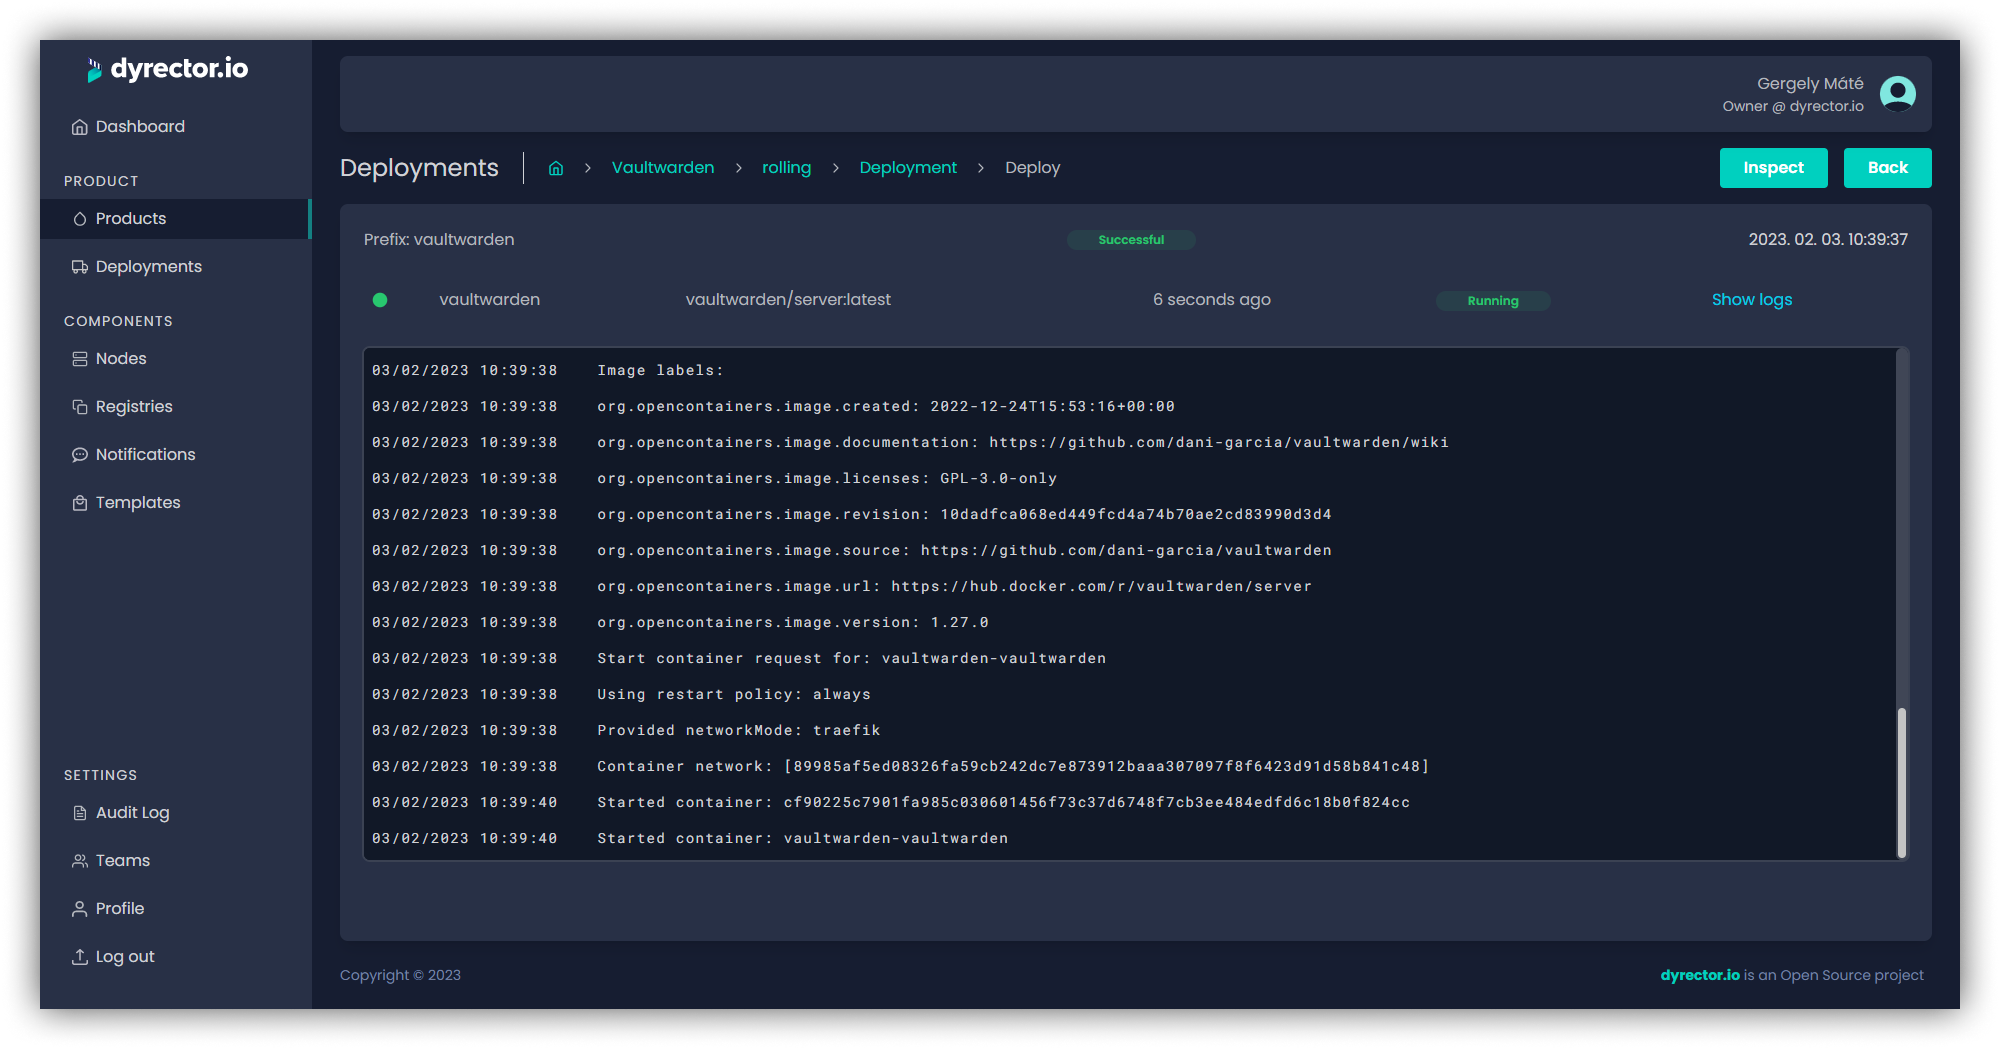 dyrector.io
Dashboard
PRODUCT
Products
Deployments
COMPONENTS
Nodes
Registries
Notifications
Templates
SETTINGS
Audit Log
Teams
Profile
Log out
Gergely Máté
Owner @ dyrector.io
Deployments Vaultwarden > rolling > Deployment > Deploy
Inspect Back
Prefix: vaultwarden Successful 2023. 02. 03. 10:39:37
vaultwarden vaultwarden/server:latest 6 seconds ago Running Show logs
03/02/2023 10:39:38 Image labels:
03/02/2023 10:39:38 org.opencontainers.image.created: 2022-12-24T15:53:16+00:00
03/02/2023 10:39:38 org.opencontainers.image.documentation: https://github.com/dani-garcia/vaultwarden/wiki
03/02/2023 10:39:38 org.opencontainers.image.licenses: GPL-3.0-only
03/02/2023 10:39:38 org.opencontainers.image.revision: 10dadfca068ed449fcd4a74b70ae2cd83990d3d4
03/02/2023 10:39:38 org.opencontainers.image.source: https://github.com/dani-garcia/vaultwarden
03/02/2023 10:39:38 org.opencontainers.image.url: https://hub.docker.com/r/vaultwarden/server
03/02/2023 10:39:38 org.opencontainers.image.version: 1.27.0
03/02/2023 10:39:38 Start container request for: vaultwarden-vaultwarden
03/02/2023 10:39:38 Using restart policy: always
03/02/2023 10:39:38 Provided networkMode: traefik
03/02/2023 10:39:38 Container network: [89985af5ed08326fa59cb242dc7e873912baaa307097f8f6423d91d58b841c48]
03/02/2023 10:39:40 Started container: cf90225c7901fa985c030601456f73c37d6748f7cb3ee484edfd6c18b0f824cc
03/02/2023 10:39:40 Started container: vaultwarden-vaultwarden
Copyright © 2023
dyrector.io is an Open Source project